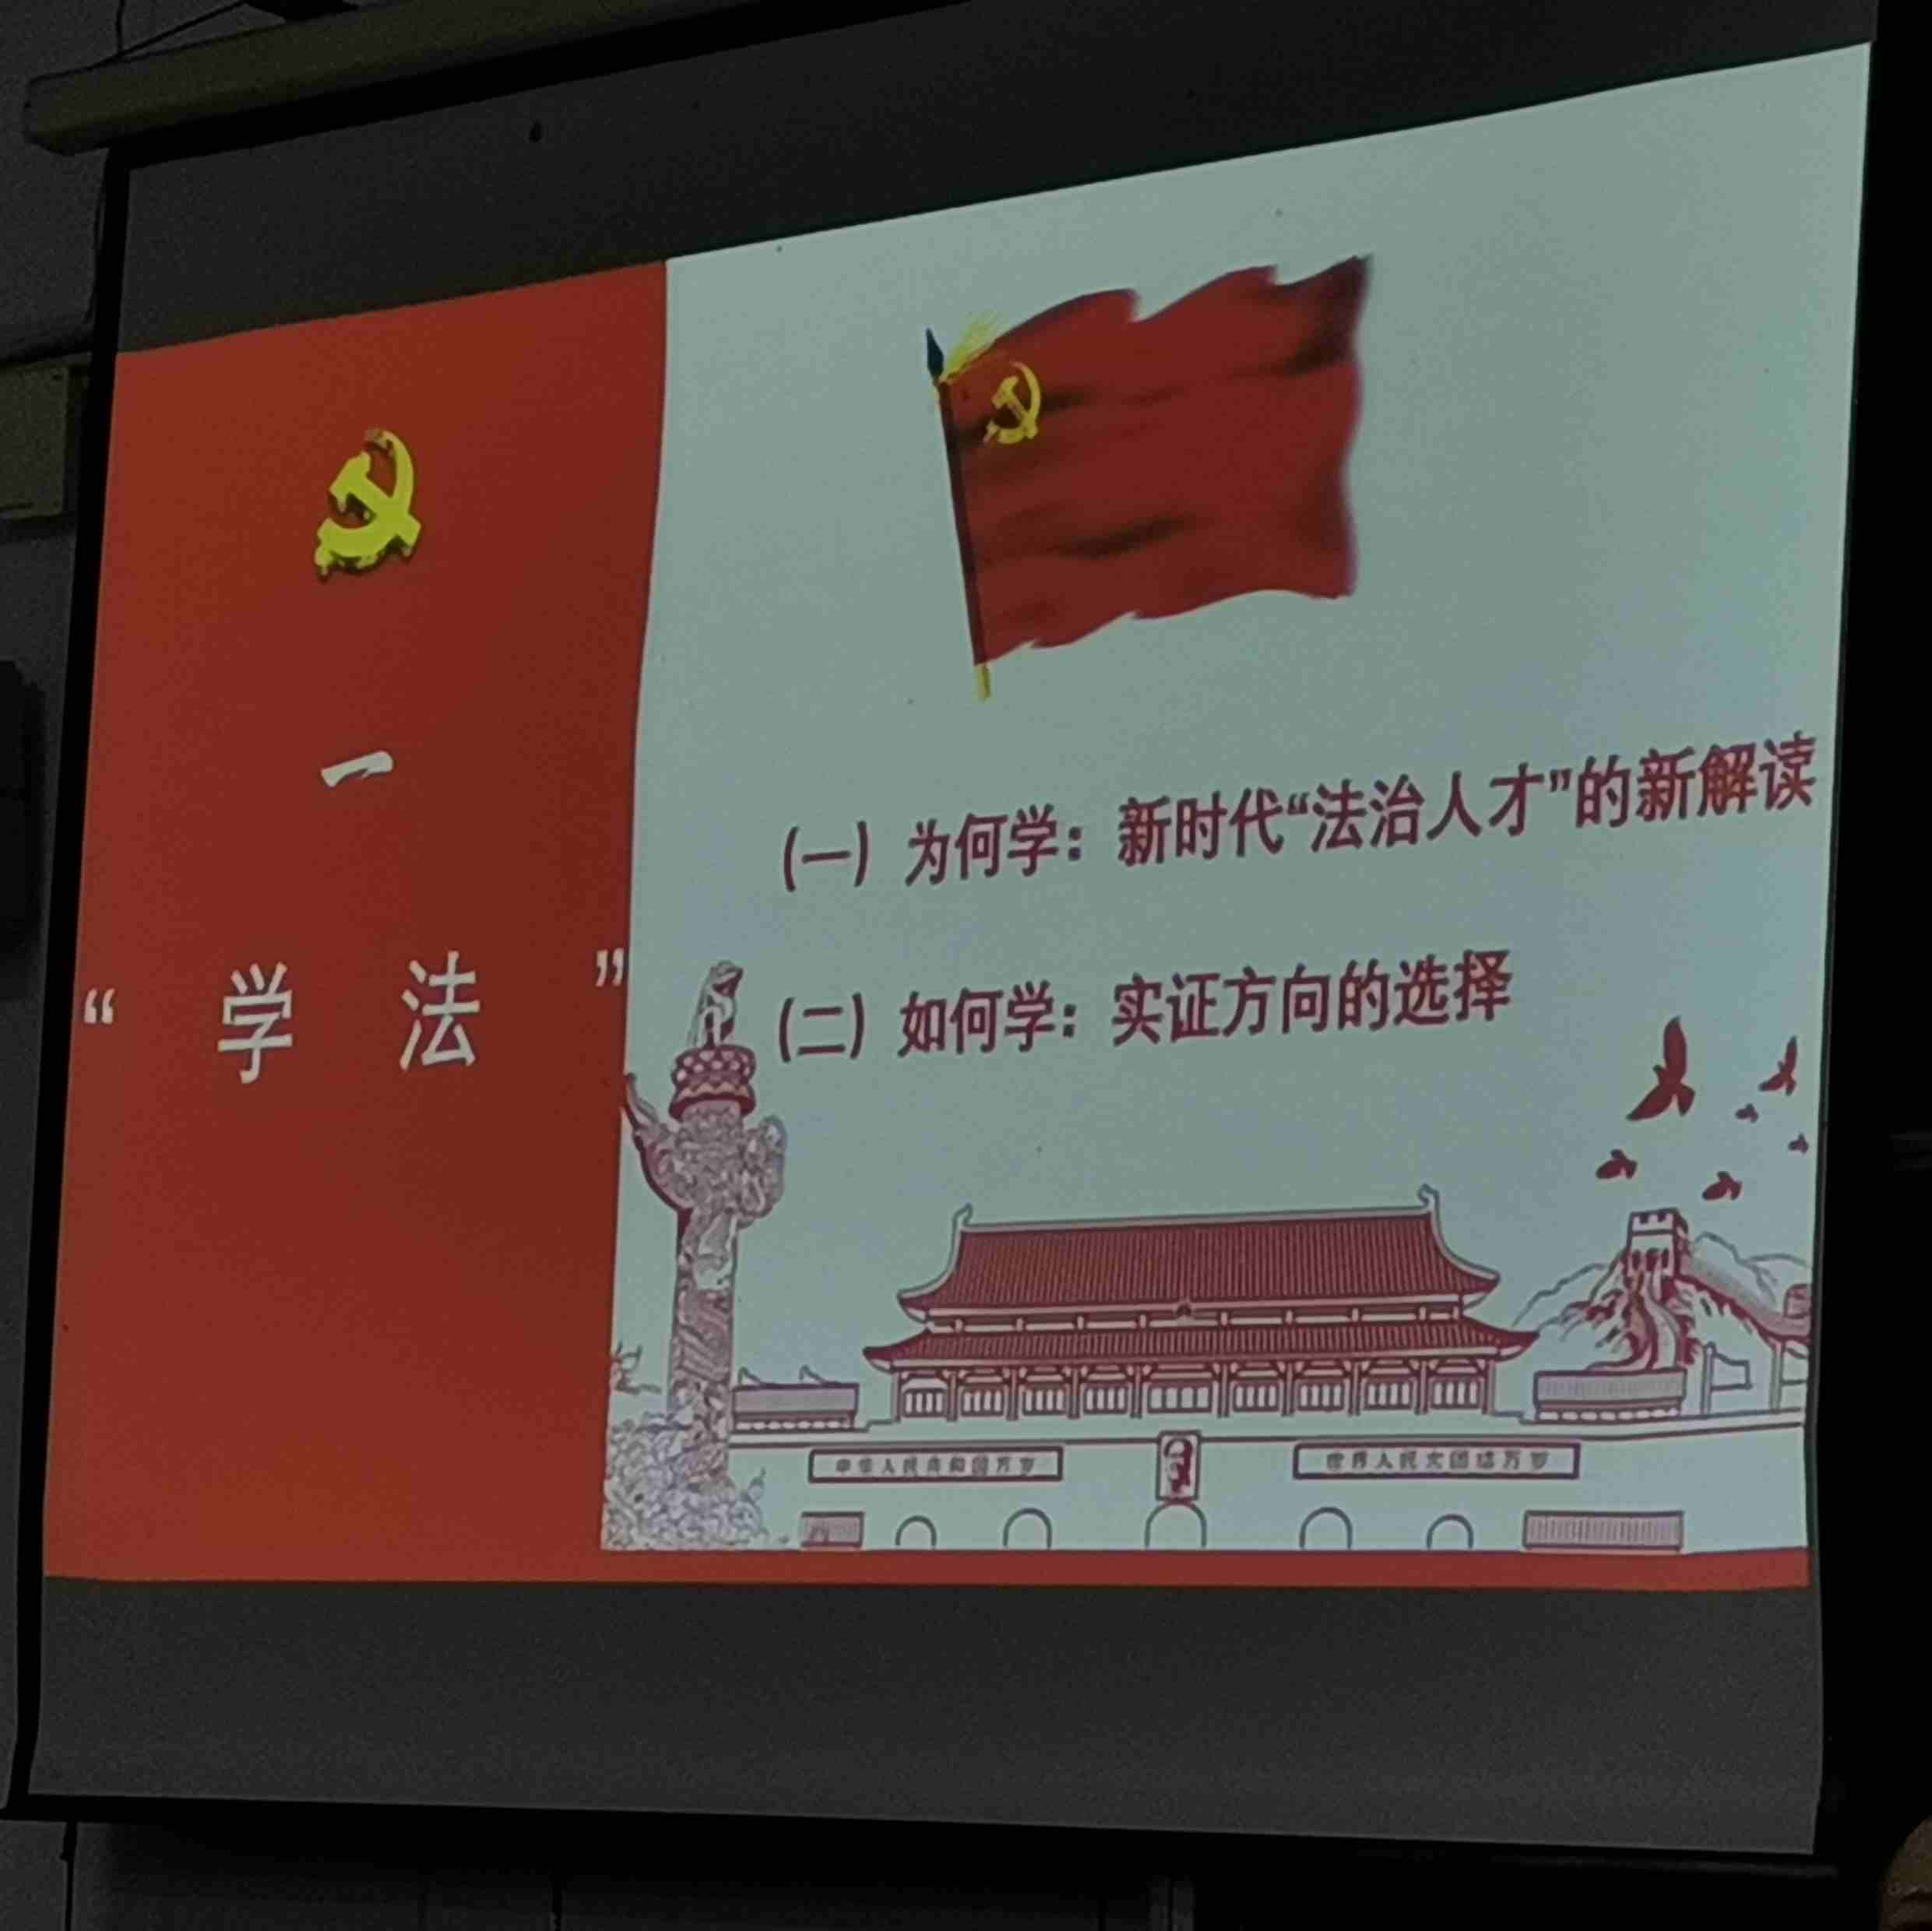 一
“学法”
(一) 为何学：新时代“法治人才”的新解读
(二) 如何学：实证方向的选择
中华人民共和国万岁
世界人民大团结万岁